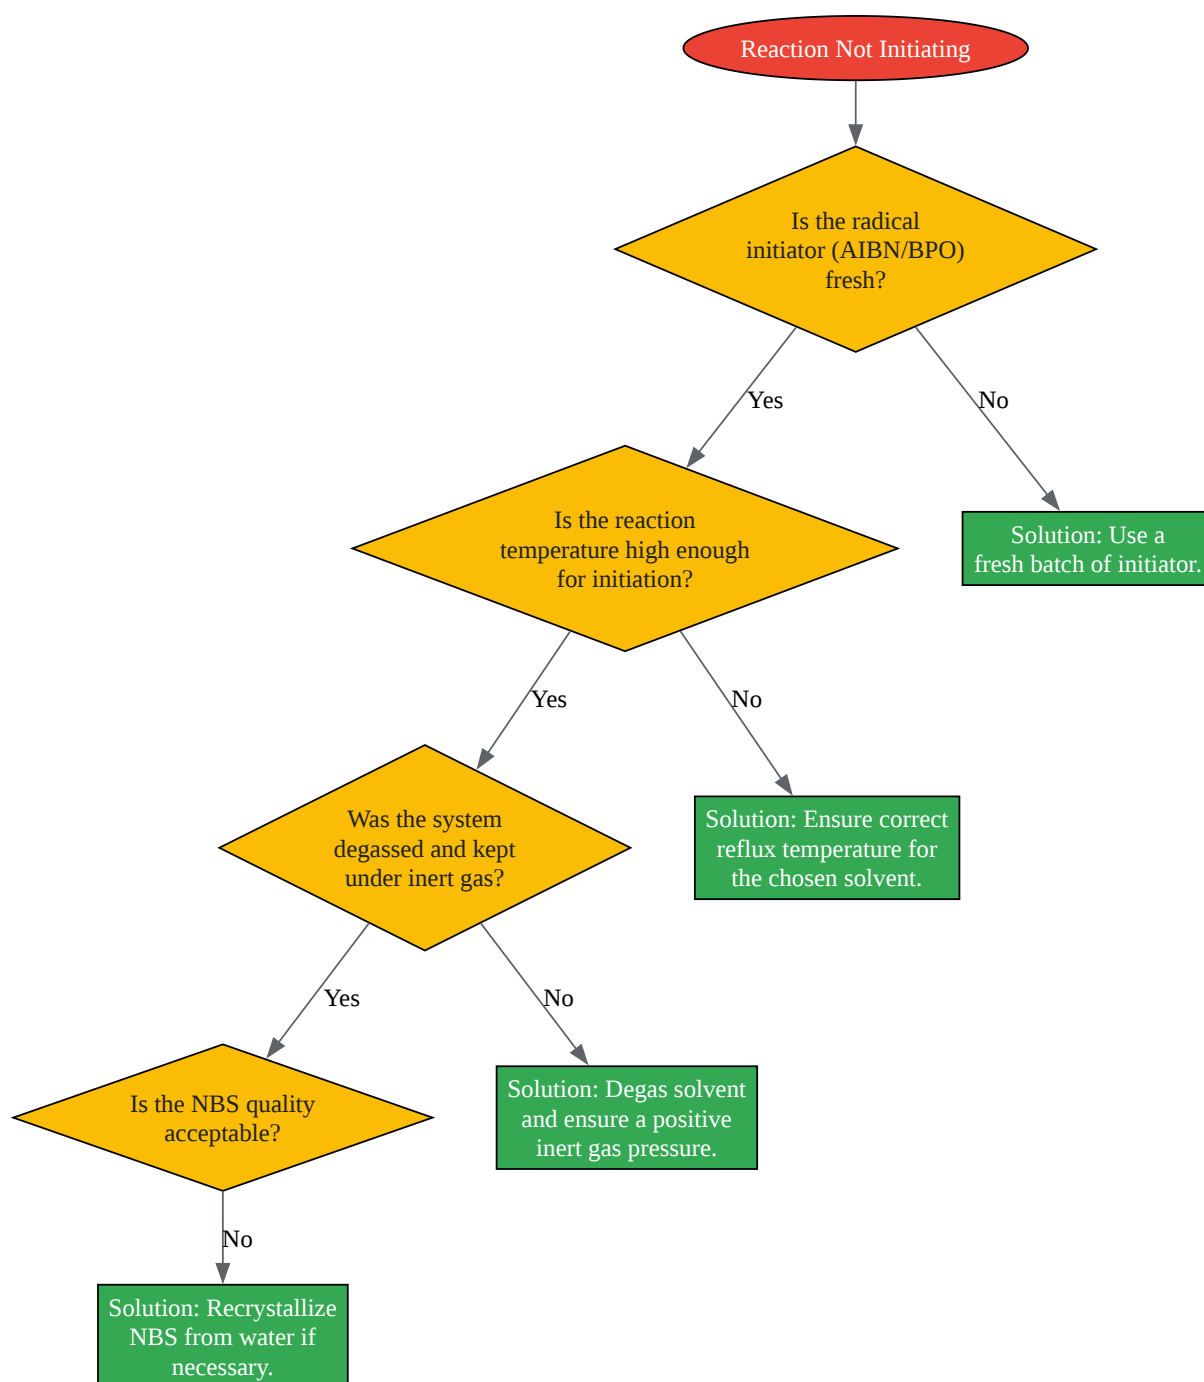 Reaction Not Initiating
Is the radical
initiator (AIBN/BPO)
fresh?
Yes
No
Is the reaction
temperature high enough
for initiation?
Solution: Use a
fresh batch of initiator.
Yes
No
Was the system
degassed and kept
under inert gas?
Solution: Ensure correct
reflux temperature for
the chosen solvent.
Yes
No
Is the NBS quality
acceptable?
Solution: Degas solvent
and ensure a positive
inert gas pressure.
No
Solution: Recrystallize
NBS from water if
necessary.